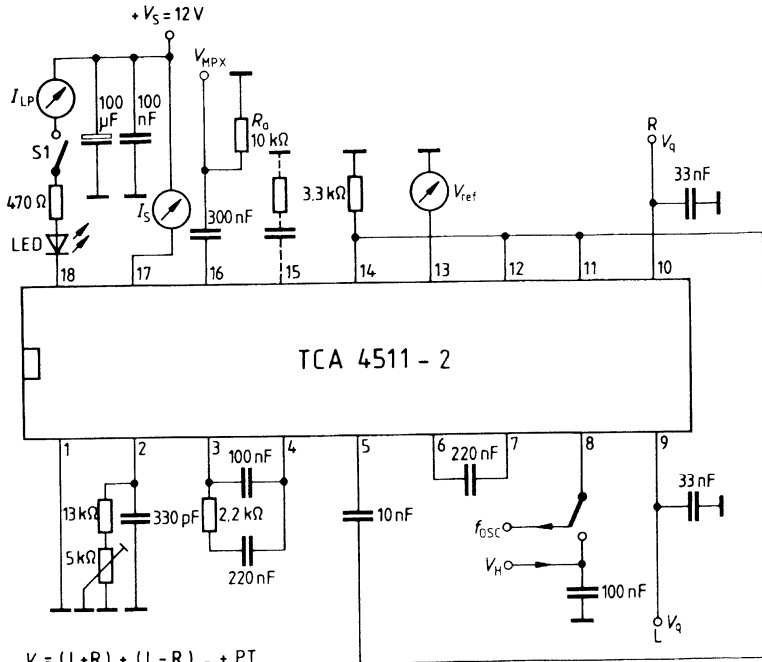 + V_S = 12 V
V_MPX
I_LP
100 µF
100 nF
R_a
10 kΩ
R
V_q
S1
33 nF
470 Ω
I_S
300 nF
3.3 kΩ
V_ref
LED
18 17 16 15 14 13 12 11 10
TCA 4511 - 2
1 2 3 4 5 6 7 8 9
100 nF
220 nF
33 nF
13 kΩ
330 pF
2,2 kΩ
10 nF
f_OSC
5 kΩ
220 nF
V_H
100 nF
V_q
L